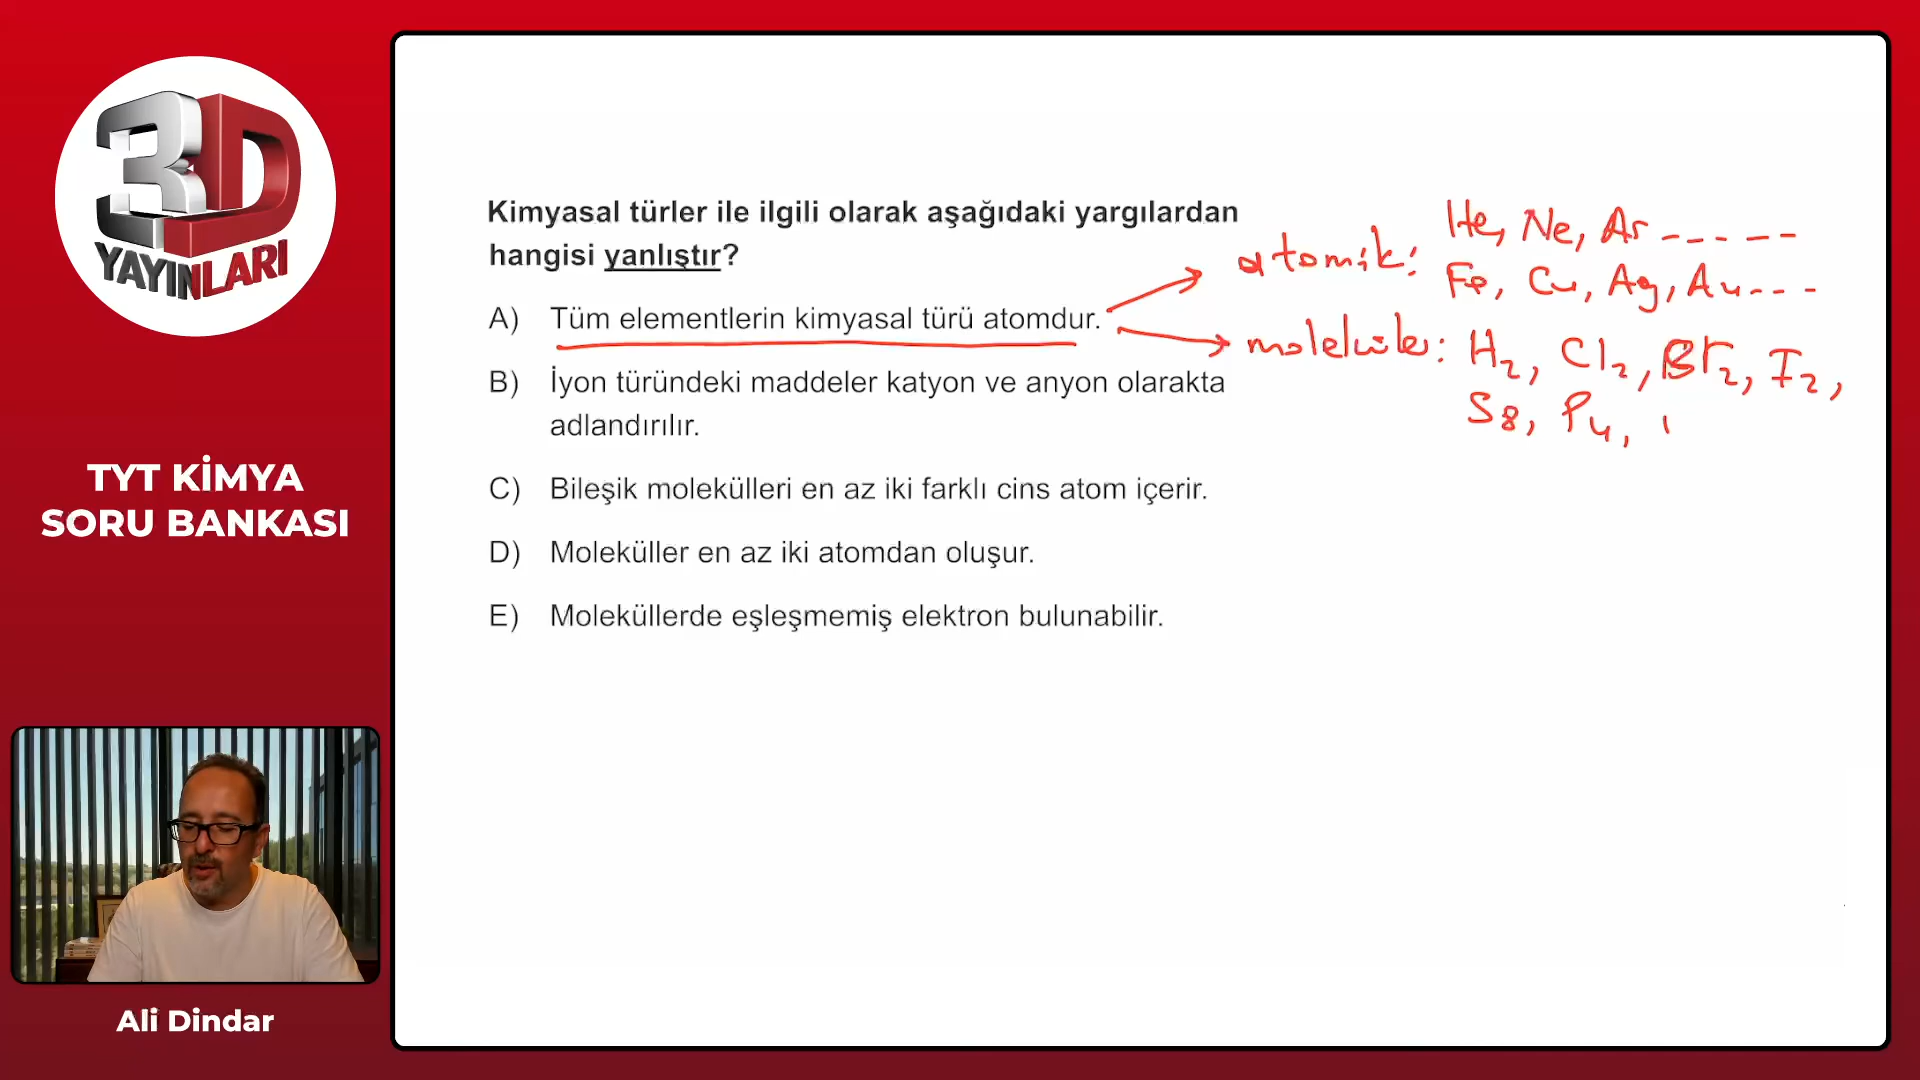 3D
YAYINLARI
TYT KİMYA
SORU BANKASI
Ali Dindar
Kimyasal türler ile ilgili olarak aşağıdaki yargılardan
hangisi yanlıştır?
A) Tüm elementlerin kimyasal türü atomdur.
B) İyon türündeki maddeler katyon ve anyon olarakta
adlandırılır.
C) Bileşik molekülleri en az iki farklı cins atom içerir.
D) Moleküller en az iki atomdan oluşur.
E) Moleküllerde eşleşmemiş elektron bulunabilir.
atomik: He, Ne, Ar -----
Fe, Cu, Ag, Au---
moleküler: H₂, Cl₂, Br₂, I₂,
S₈, P₄,